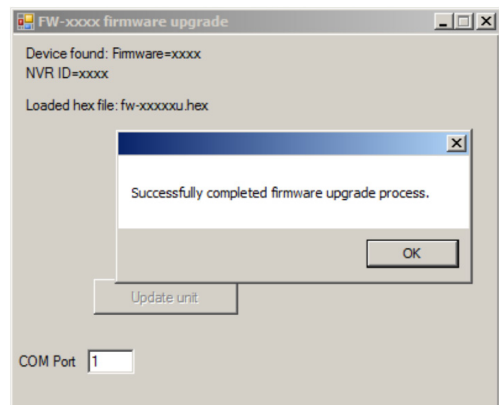 FW-xxxx firmware upgrade
Device found: Firmware=xxxx
NVR ID=xxxx
Loaded hex file: fw-xxxxxu.hex
Successfully completed firmware upgrade process.
OK
Update unit
COM Port 1